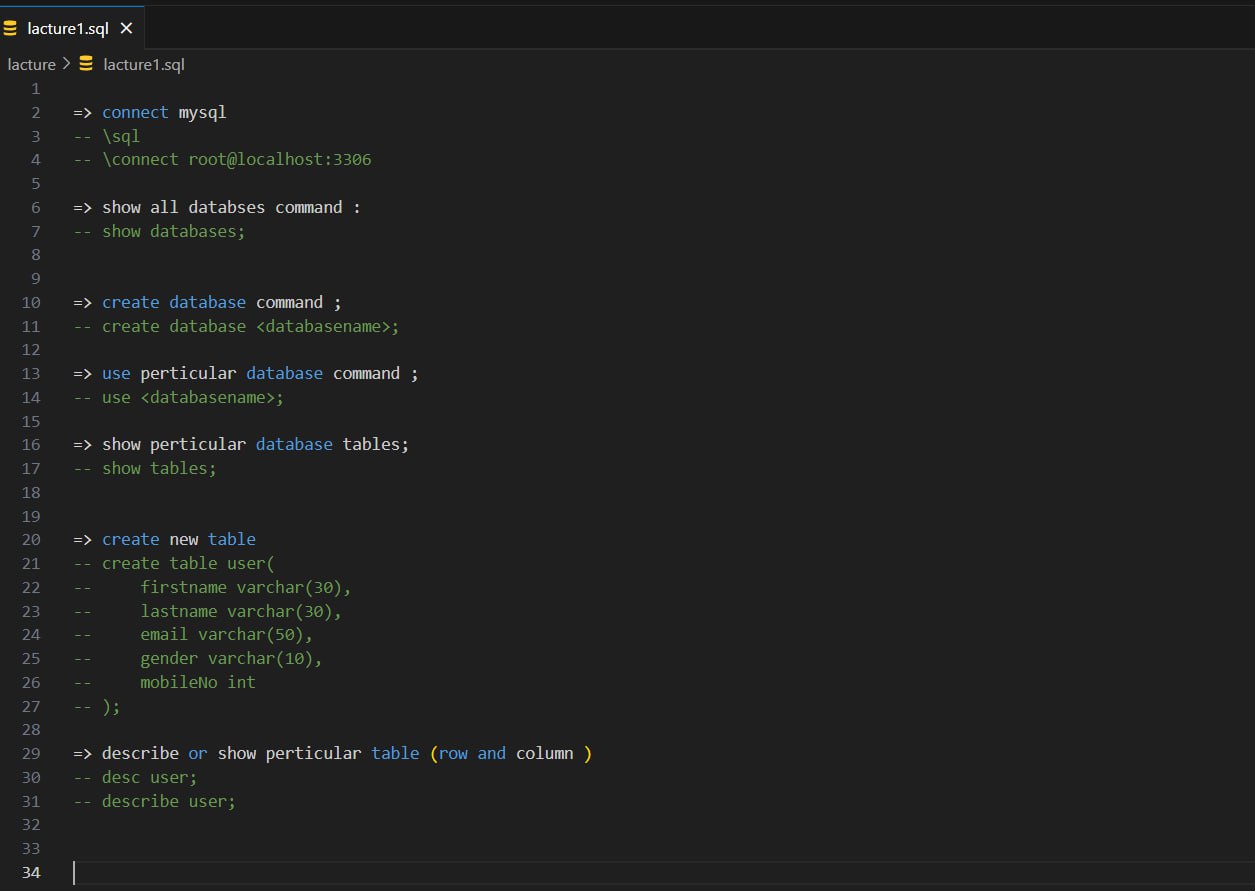 lacture1.sql
lacture > lacture1.sql
1
2 => connect mysql
3 -- \sql
4 -- \connect root@localhost:3306
5
6 => show all databses command :
7 -- show databases;
8
9
10 => create database command ;
11 -- create database <databasename>;
12
13 => use perticular database command ;
14 -- use <databasename>;
15
16 => show perticular database tables;
17 -- show tables;
18
19
20 => create new table
21 -- create table user(
22 --     firstname varchar(30),
23 --     lastname varchar(30),
24 --     email varchar(50),
25 --     gender varchar(10),
26 --     mobileNo int
27 -- );
28
29 => describe or show perticular table (row and column )
30 -- desc user;
31 -- describe user;
32
33
34